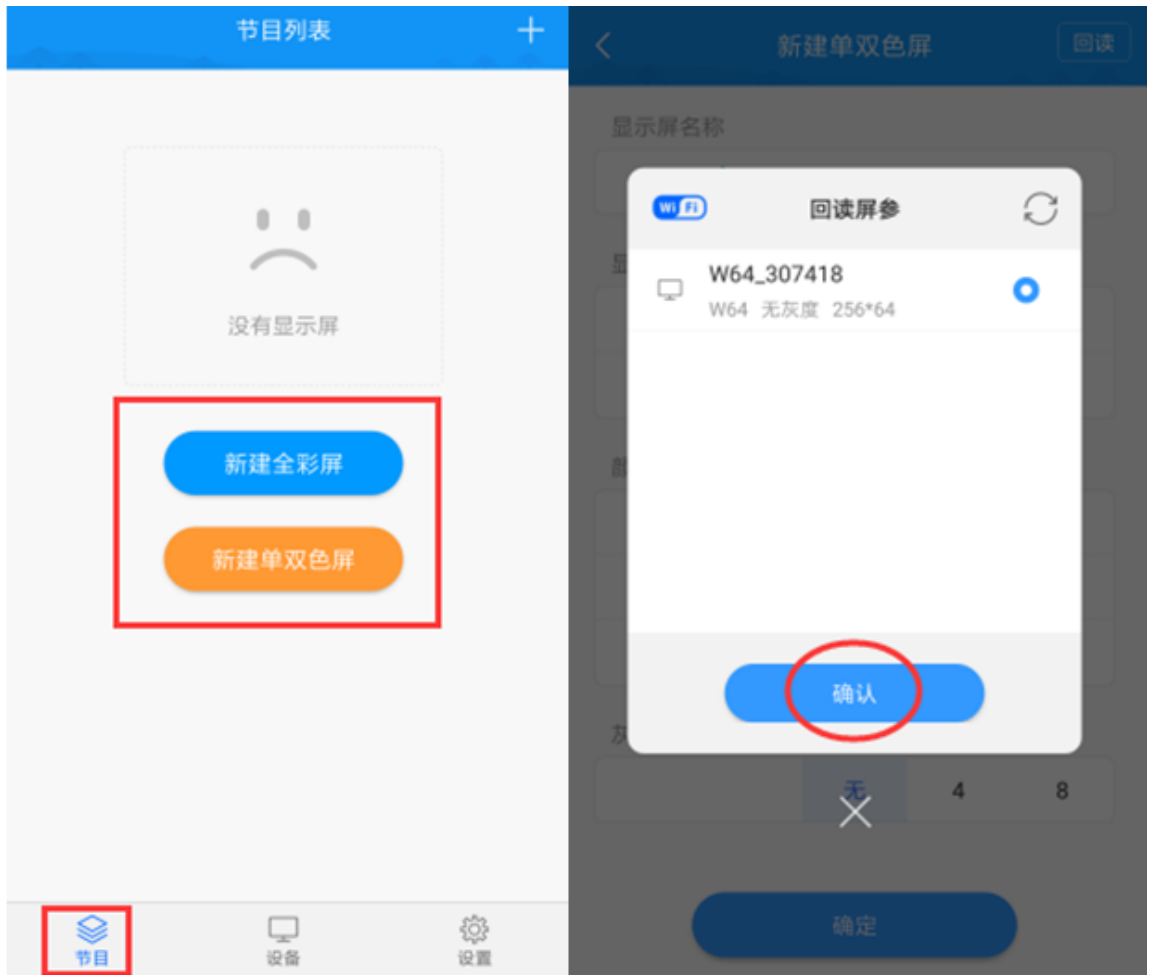 节目列表
没有显示屏
新建全彩屏
新建单双色屏
节目
设备
设置
新建单双色屏
回读
显示屏名称
WiFi
回读屏参
W64_307418
W64 无灰度 256*64
确认
无
4
8
确定